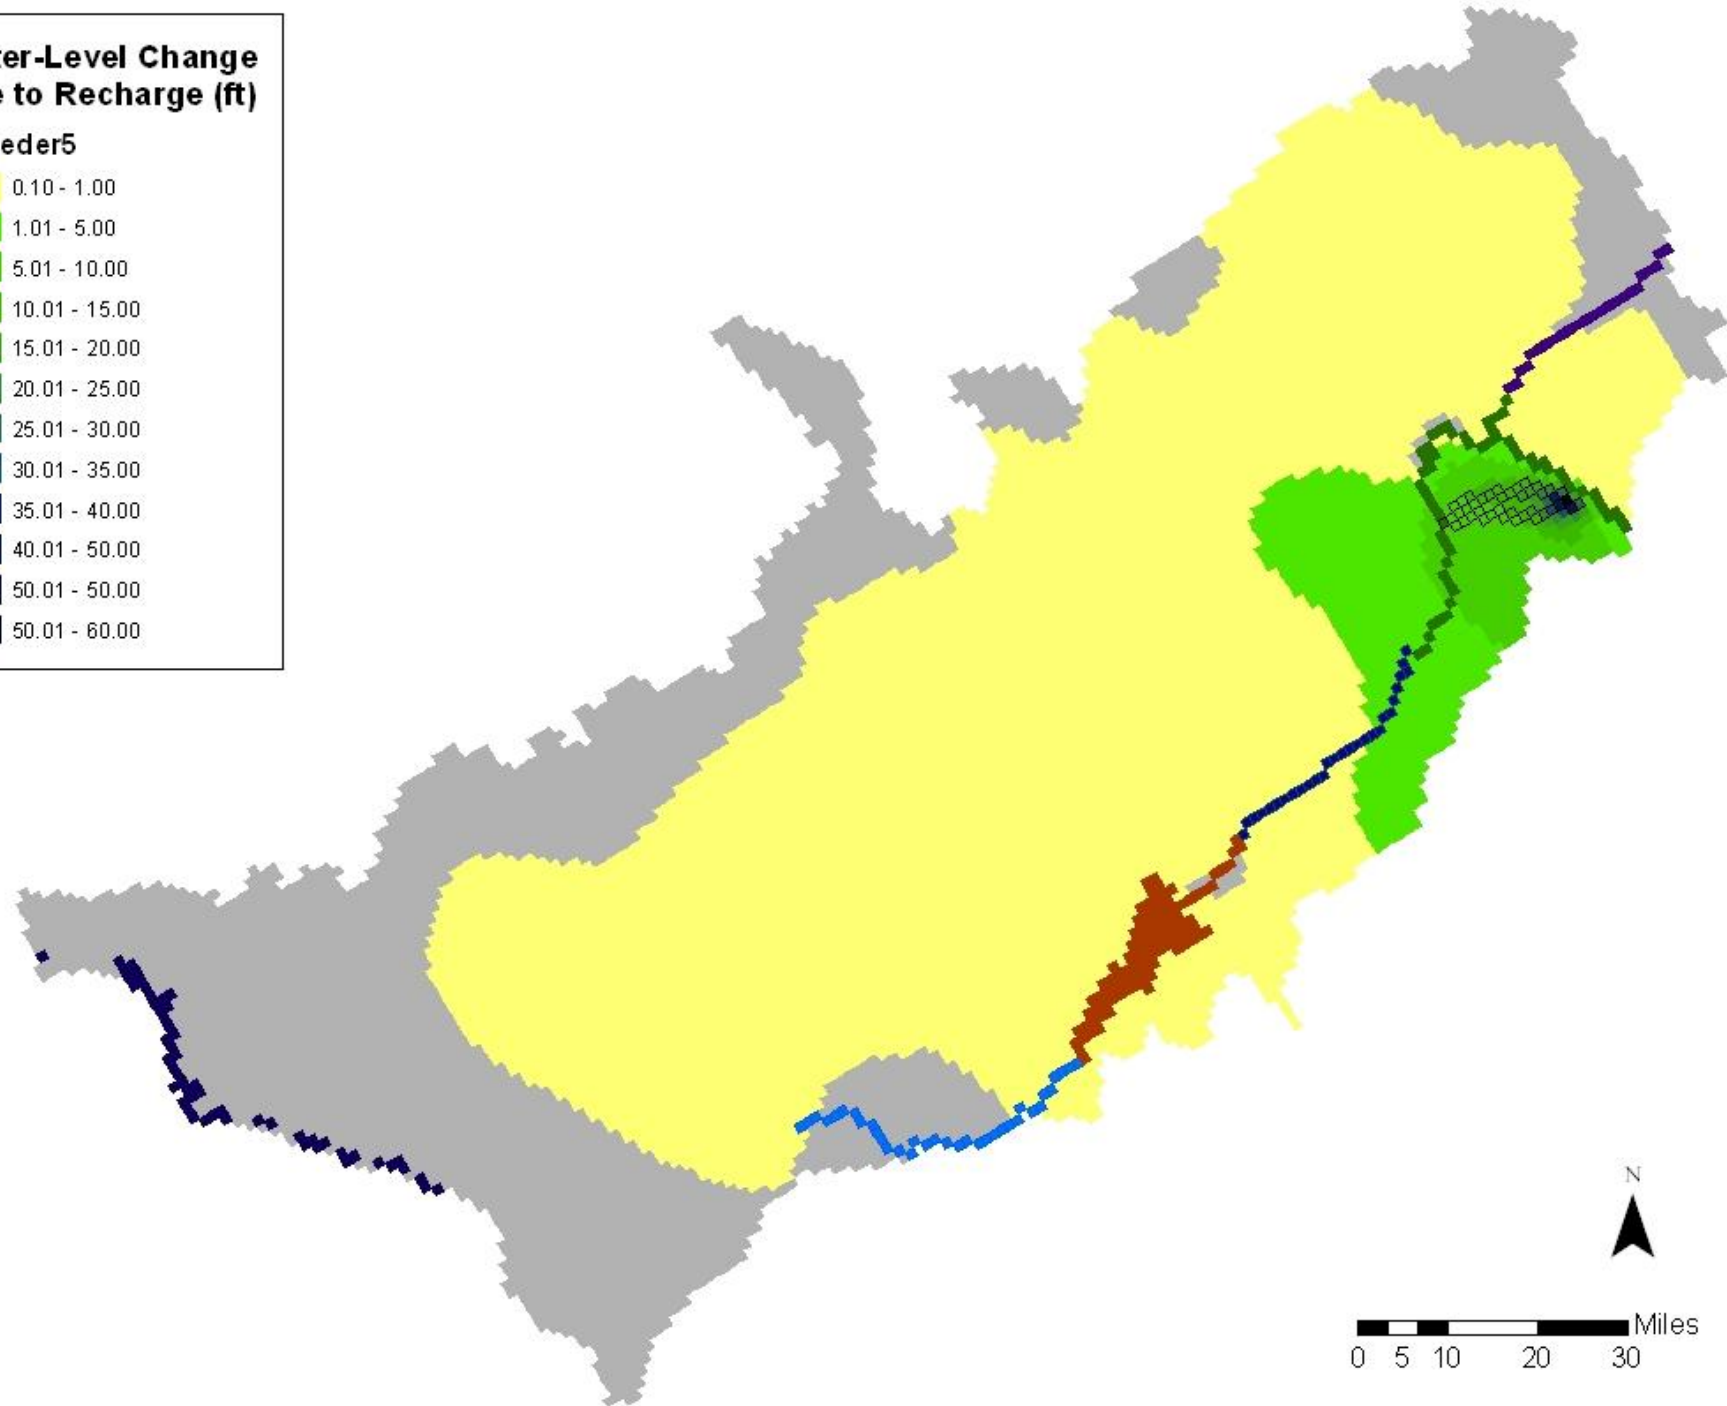 ter-Level Change
e to Recharge (ft)
eder5
0.10 - 1.00
1.01 - 5.00
5.01 - 10.00
10.01 - 15.00
15.01 - 20.00
20.01 - 25.00
25.01 - 30.00
30.01 - 35.00
35.01 - 40.00
40.01 - 50.00
50.01 - 50.00
50.01 - 60.00
N
Miles
0 5 10 20 30